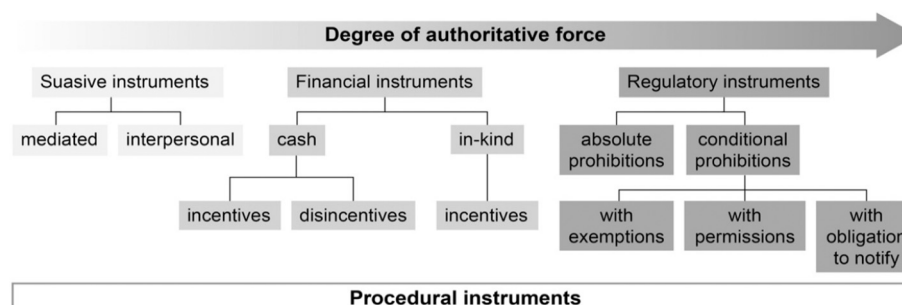 Degree of authoritative force
Suasive instruments
Financial instruments
Regulatory instruments
mediated
interpersonal
cash
in-kind
absolute
prohibitions
conditional
prohibitions
incentives
disincentives
incentives
with
exemptions
with
permissions
with
obligation
to notify
Procedural instruments